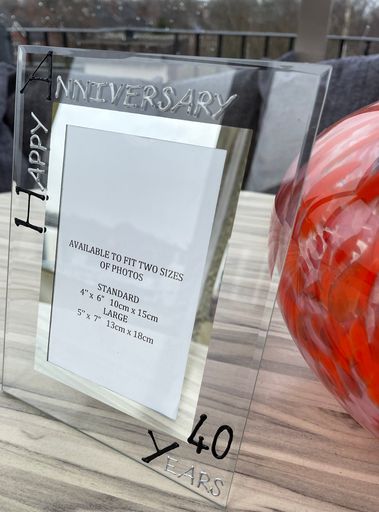 HAPPY
ANNIVERSARY
AVAILABLE TO FIT TWO SIZES
OF PHOTOS
STANDARD
4" x 6" 10cm x 15cm
LARGE
5" x 7" 13cm x 18cm
40
YEARS